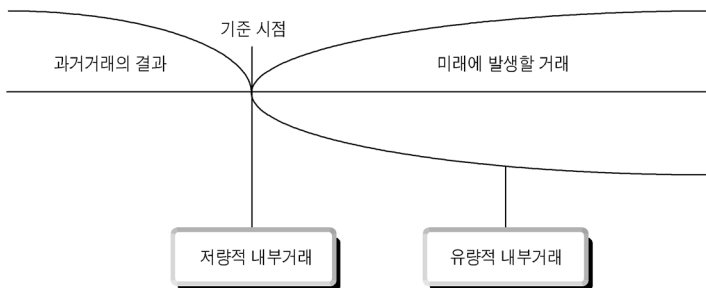 기준 시점
과거거래의 결과
미래에 발생할 거래
저량적 내부거래
유량적 내부거래